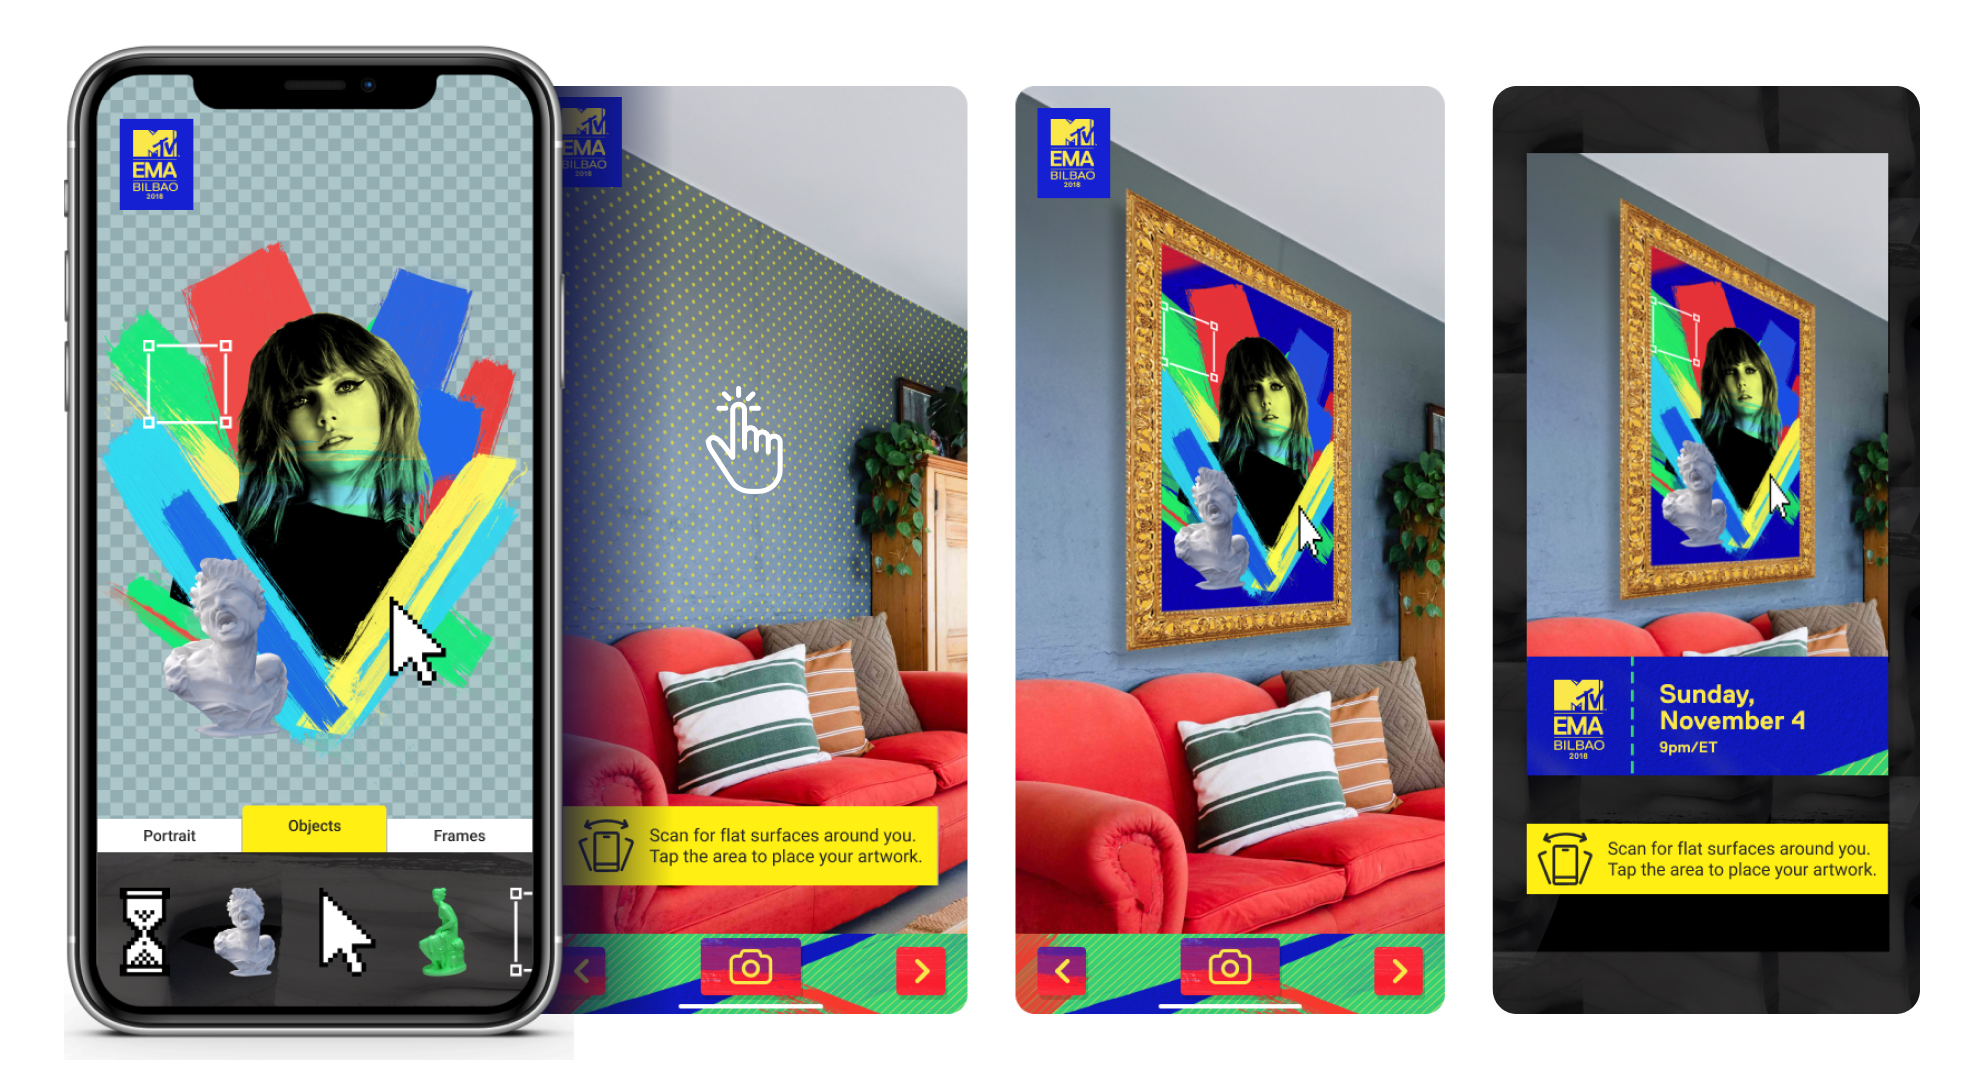 MTV
EMA
BILBAO
2018
Portrait
Objects
Frames
EMA
BILBAO
2018
Scan for flat surfaces around you.
Tap the area to place your artwork.
MTV
EMA
BILBAO
2018
MTV
EMA
BILBAO
2018
Sunday,
November 4
9pm/ET
Scan for flat surfaces around you.
Tap the area to place your artwork.